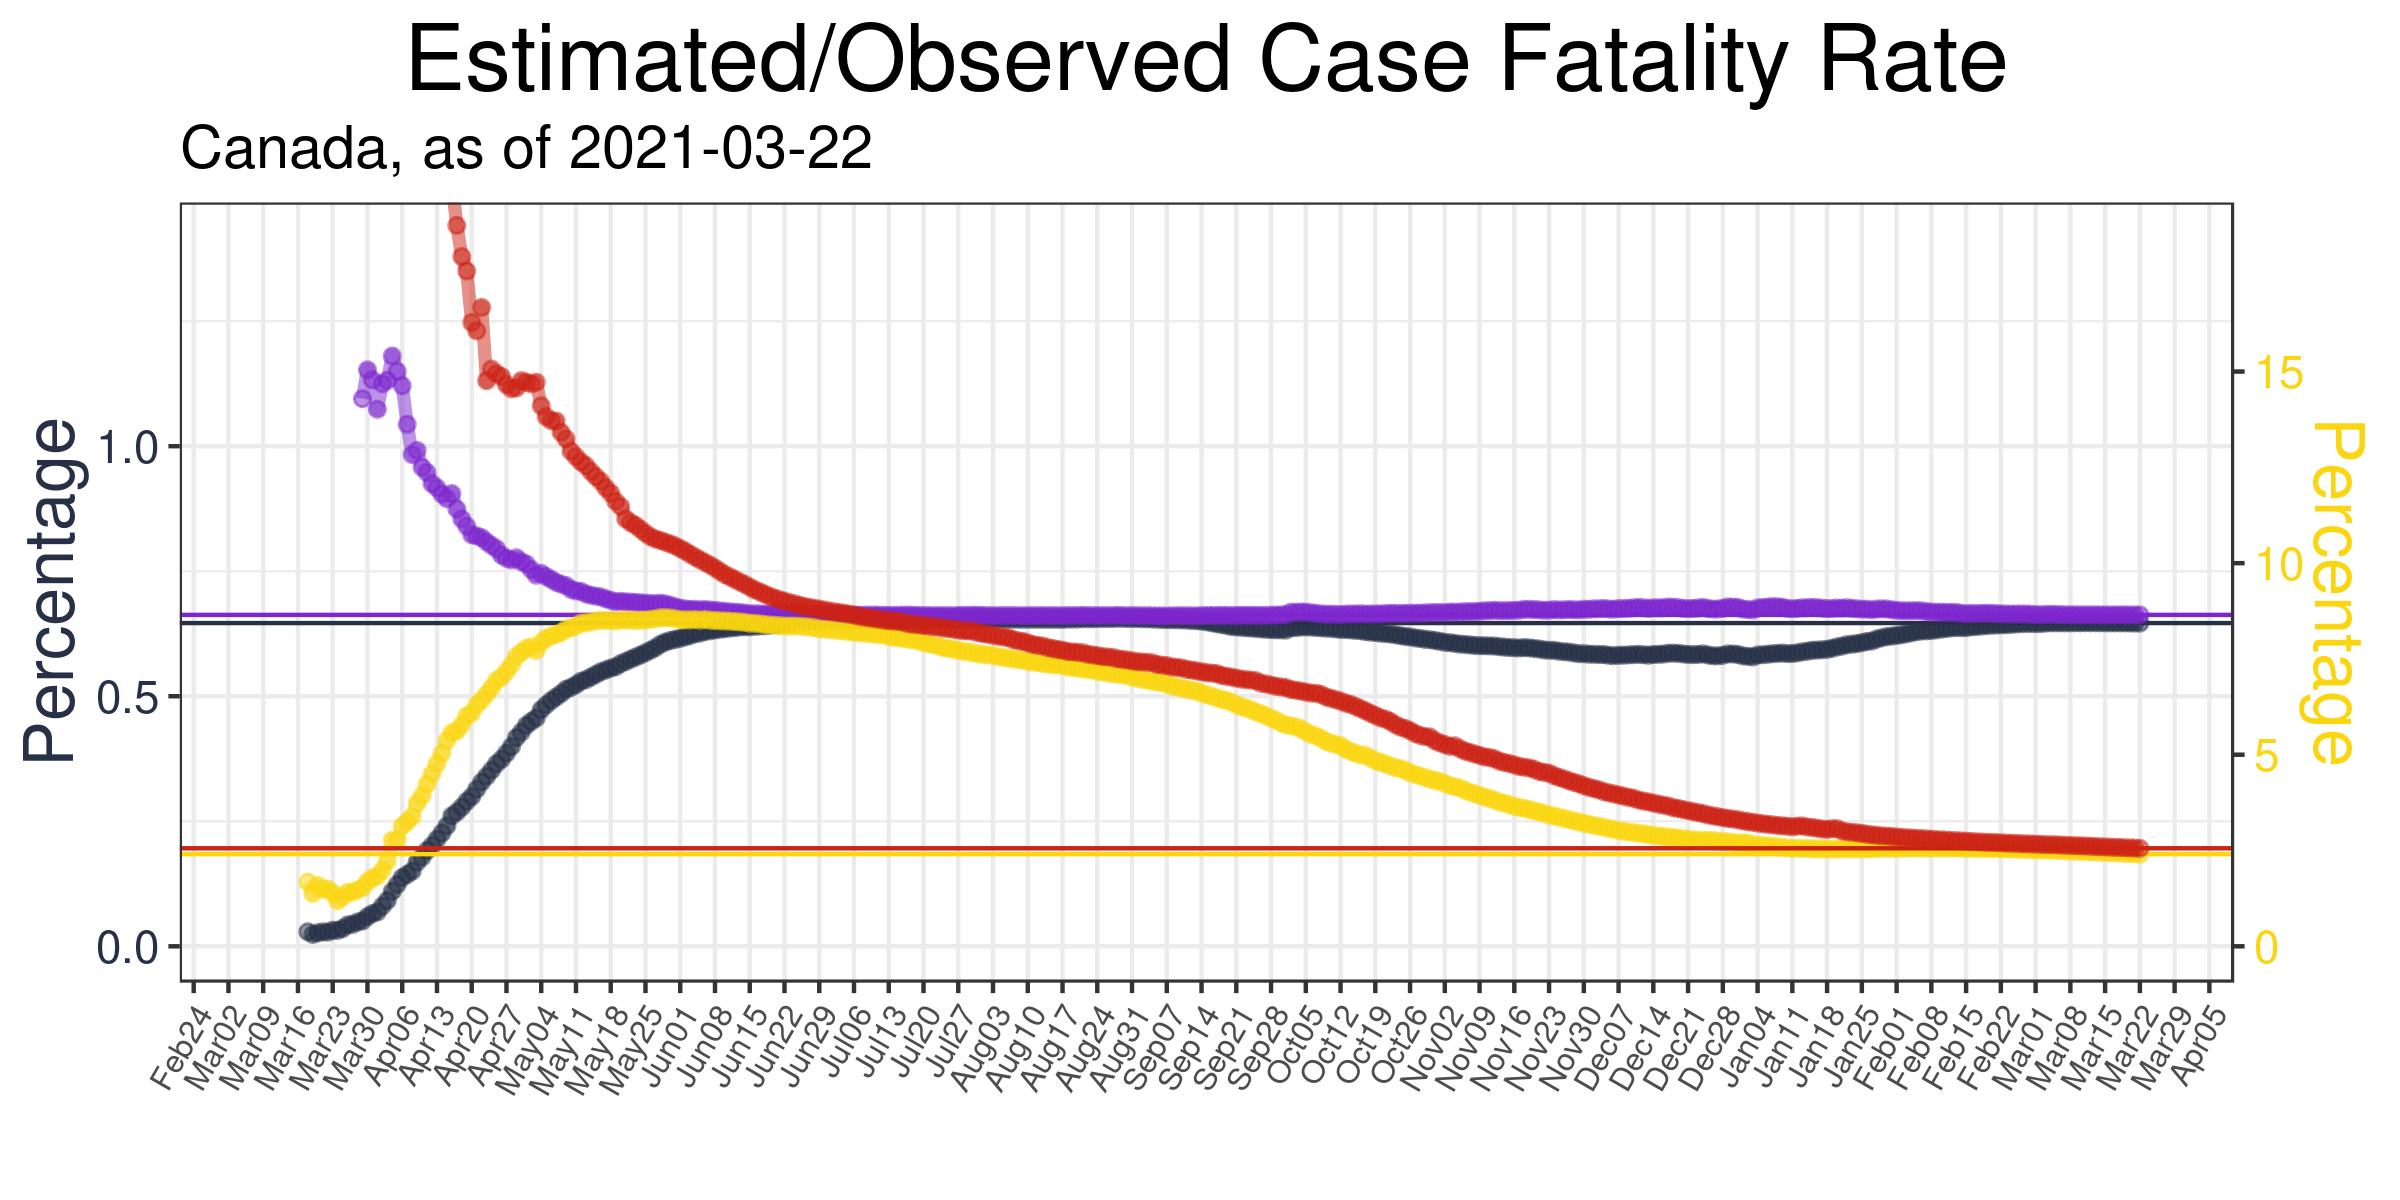 Estimated/Observed Case Fatality Rate
Canada, as of 2021-03-22
Percentage
1.0
0.5
0.0
15
10
5
0
Percentage
Feb24
Mar02
Mar09
Mar16
Mar23
Mar30
Apr06
Apr13
Apr20
Apr27
May04
May11
May18
May25
Jun01
Jun08
Jun15
Jun22
Jun29
Jul06
Jul13
Jul20
Jul27
Aug03
Aug10
Aug17
Aug24
Aug31
Sep07
Sep14
Sep21
Sep28
Oct05
Oct12
Oct19
Oct26
Nov02
Nov09
Nov16
Nov23
Nov30
Dec07
Dec14
Dec21
Dec28
Jan04
Jan11
Jan18
Jan25
Feb01
Feb08
Feb15
Feb22
Mar01
Mar08
Mar15
Mar22
Mar29
Apr05